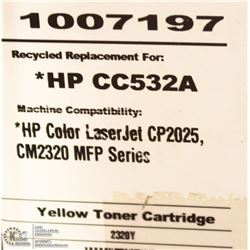 1007197
Recycled Replacement For:
*HP CC532A
Machine Compatibility:
*HP Color LaserJet CP2025,
CM2320 MFP Series
Yellow Toner Cartridge
2320Y